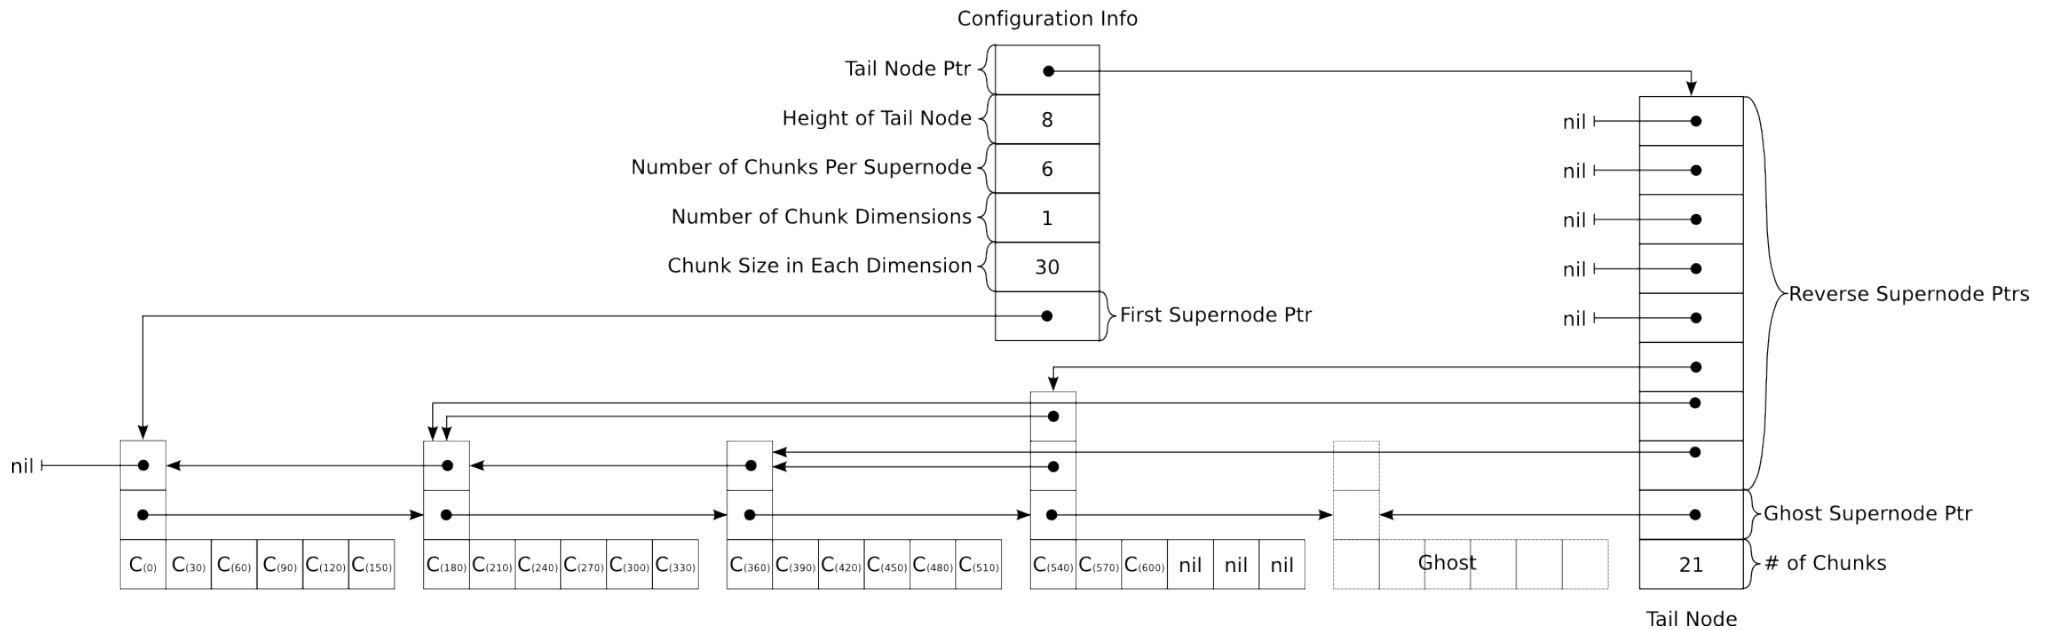 Configuration Info
Tail Node Ptr
Height of Tail Node 8
nil
Number of Chunks Per Supernode 6
nil
Number of Chunk Dimensions 1
nil
Chunk Size in Each Dimension 30
nil
Reverse Supernode Ptrs
First Supernode Ptr
nil
nil
Ghost Supernode Ptr
C(0) C(30) C(60) C(90) C(120) C(150) C(180) C(210) C(240) C(270) C(300) C(330) C(360) C(390) C(420) C(450) C(480) C(510) C(540) C(570) C(600) nil nil nil Ghost 21 # of Chunks
Tail Node